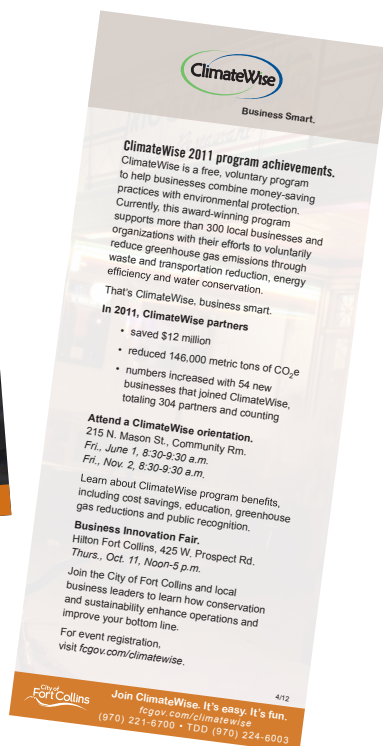 ClimateWise
Business Smart.
ClimateWise 2011 program achievements.
ClimateWise is a free, voluntary program
to help businesses combine money-saving
practices with environmental protection.
Currently, this award-winning program
supports more than 300 local businesses and
organizations with their efforts to voluntarily
reduce greenhouse gas emissions through
waste and transportation reduction, energy
efficiency and water conservation.
That's ClimateWise, business smart.
In 2011, ClimateWise partners
• saved $12 million
• reduced 146,000 metric tons of CO₂e
• numbers increased with 54 new
businesses that joined ClimateWise,
totaling 304 partners and counting
Attend a ClimateWise orientation.
215 N. Mason St., Community Rm.
Fri., June 1, 8:30-9:30 a.m.
Fri., Nov. 2, 8:30-9:30 a.m.
Learn about ClimateWise program benefits,
including cost savings, education, greenhouse
gas reductions and public recognition.
Business Innovation Fair.
Hilton Fort Collins, 425 W. Prospect Rd.
Thurs., Oct. 11, Noon-5 p.m.
Join the City of Fort Collins and local
business leaders to learn how conservation
and sustainability enhance operations and
improve your bottom line.
For event registration,
visit fcgov.com/climatewise.
4/12
City of
Fort Collins
Join ClimateWise. It's easy. It's fun.
fcgov.com/climatewise
(970) 221-6700 • TDD (970) 224-6003